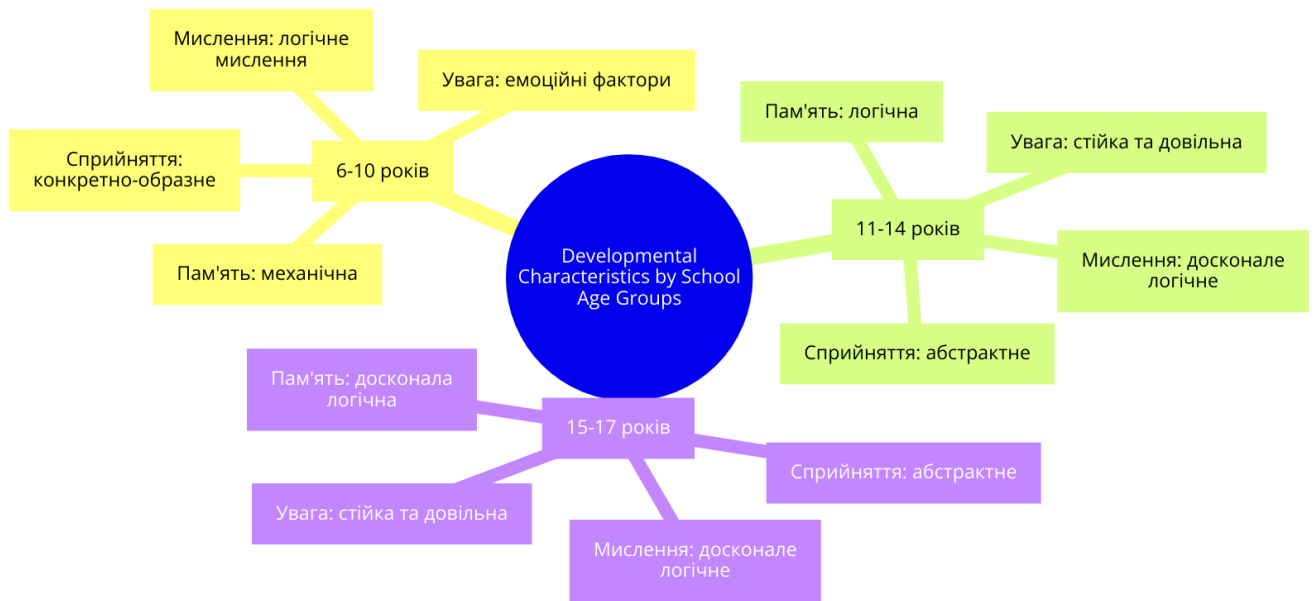 Developmental
Characteristics by School
Age Groups
6-10 років
Мислення: логічне
мислення
Увага: емоційні фактори
Сприйняття:
конкретно-образне
Пам'ять: механічна
11-14 років
Пам'ять: логічна
Увага: стійка та довільна
Мислення: досконале
логічне
Сприйняття: абстрактне
15-17 років
Пам'ять: досконала
логічна
Увага: стійка та довільна
Мислення: досконале
логічне
Сприйняття: абстрактне